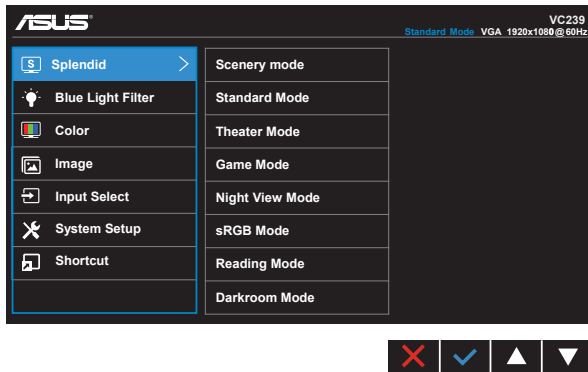 ASUS
VC239
Standard Mode VGA 1920x1080@60Hz
S
Splendid
Blue Light Filter
Color
Image
Input Select
System Setup
Shortcut
Scenery mode
Standard Mode
Theater Mode
Game Mode
Night View Mode
sRGB Mode
Reading Mode
Darkroom Mode